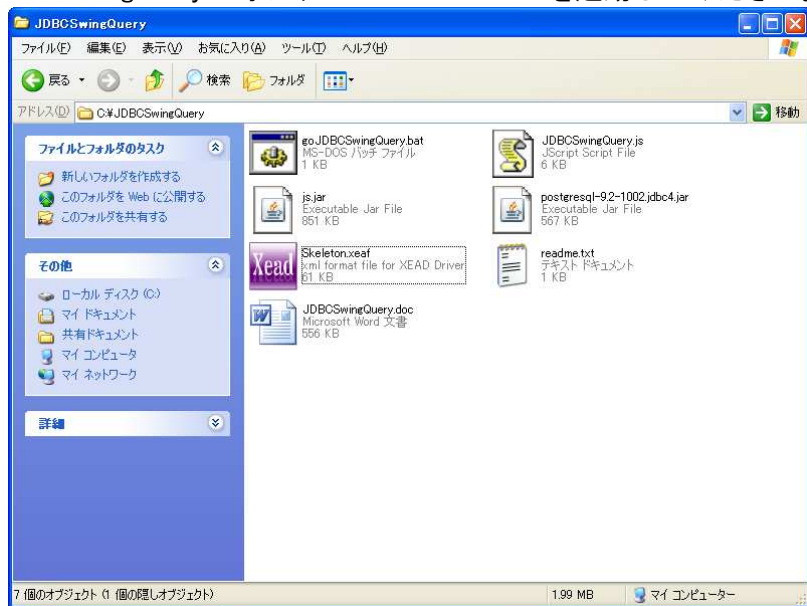 JDBCSwingQuery
ファイル(F) 編集(E) 表示(V) お気に入り(A) ツール(T) ヘルプ(H)
戻る 検索 フォルダ
アドレス(D) C:¥JDBCSwingQuery 移動
ファイルとフォルダのタスク
新しいフォルダを作成する
このフォルダを Web に公開する
このフォルダを共有する
その他
ローカル ディスク (C:)
マイ ドキュメント
共有ドキュメント
マイ コンピュータ
マイ ネットワーク
詳細
goJDBCSwingQuery.bat
MS-DOS バッチ ファイル
1 KB
JDBCSwingQuery.js
JScript Script File
6 KB
js.jar
Executable Jar File
851 KB
postgresql-9.2-1002.jdbc4.jar
Executable Jar File
567 KB
Xead
Skeleton.xeaf
xml format file for XEAD Driver
61 KB
readme.txt
テキスト ドキュメント
1 KB
JDBCSwingQuery.doc
Microsoft Word 文書
556 KB
7 個のオブジェクト (1 個の隠しオブジェクト) 1.99 MB マイ コンピューター